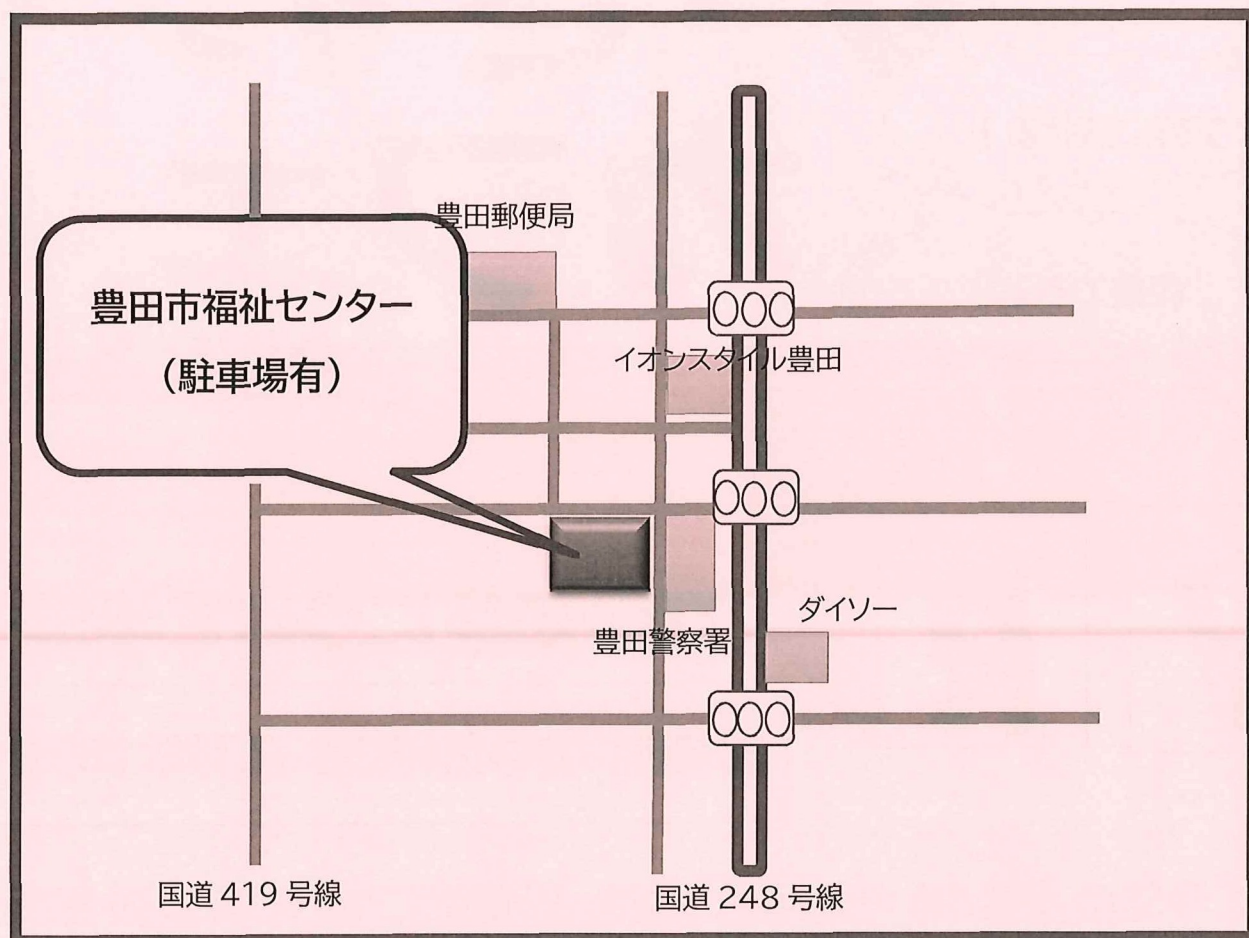 豊田郵便局
豊田市福祉センター
（駐車場有）
イオンスタイル豊田
ダイソー
豊田警察署
国道 419 号線
国道 248 号線